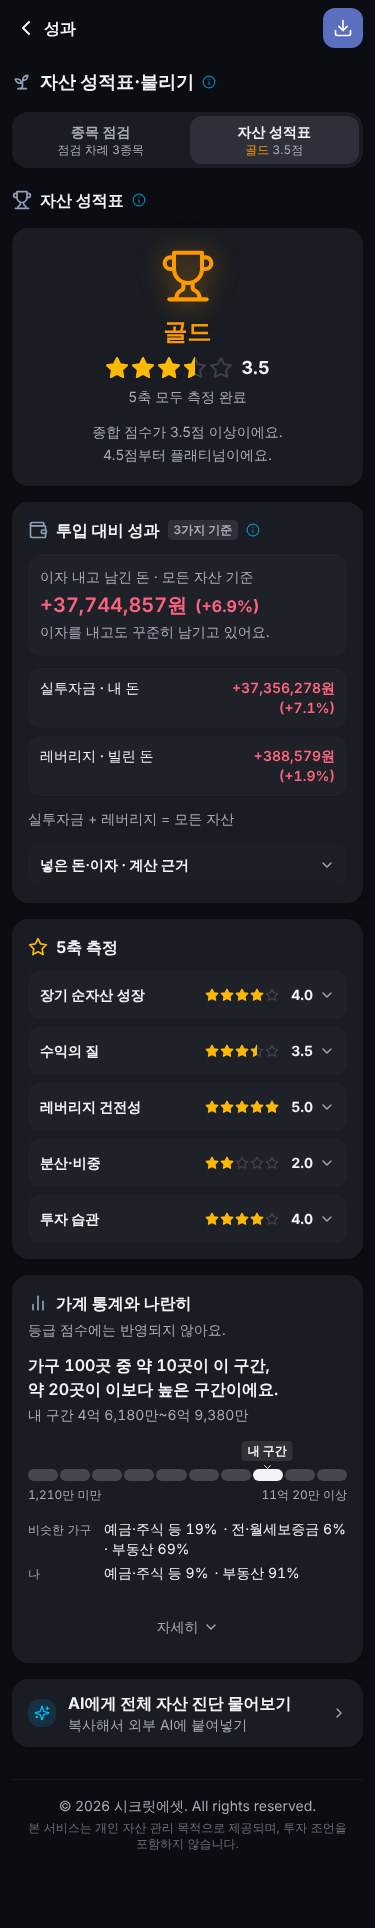 성과
자산 성적표·불리기
종목 점검
점검 차례 3종목
자산 성적표
골드 3.5점
자산 성적표
골드
3.5
5축 모두 측정 완료
종합 점수가 3.5점 이상이에요.
4.5점부터 플래티넘이에요.
투입 대비 성과 3가지 기준
이자 내고 남긴 돈 · 모든 자산 기준
+37,744,857원 (+6.9%)
이자를 내고도 꾸준히 남기고 있어요.
실투자금 · 내 돈 +37,356,278원
(+7.1%)
레버리지 · 빌린 돈 +388,579원
(+1.9%)
실투자금 + 레버리지 = 모든 자산
넣은 돈·이자 · 계산 근거
5축 측정
장기 순자산 성장 4.0
수익의 질 3.5
레버리지 건전성 5.0
분산·비중 2.0
투자 습관 4.0
가계 통계와 나란히
등급 점수에는 반영되지 않아요.
가구 100곳 중 약 10곳이 이 구간,
약 20곳이 이보다 높은 구간이에요.
내 구간 4억 6,180만~6억 9,380만
내 구간
1,210만 미만 11억 20만 이상
비슷한 가구 예금·주식 등 19% · 전·월세보증금 6%
· 부동산 69%
나 예금·주식 등 9% · 부동산 91%
자세히
AI에게 전체 자산 진단 물어보기
복사해서 외부 AI에 붙여넣기
© 2026 시크릿에셋. All rights reserved.
본 서비스는 개인 자산 관리 목적으로 제공되며, 투자 조언을
포함하지 않습니다.